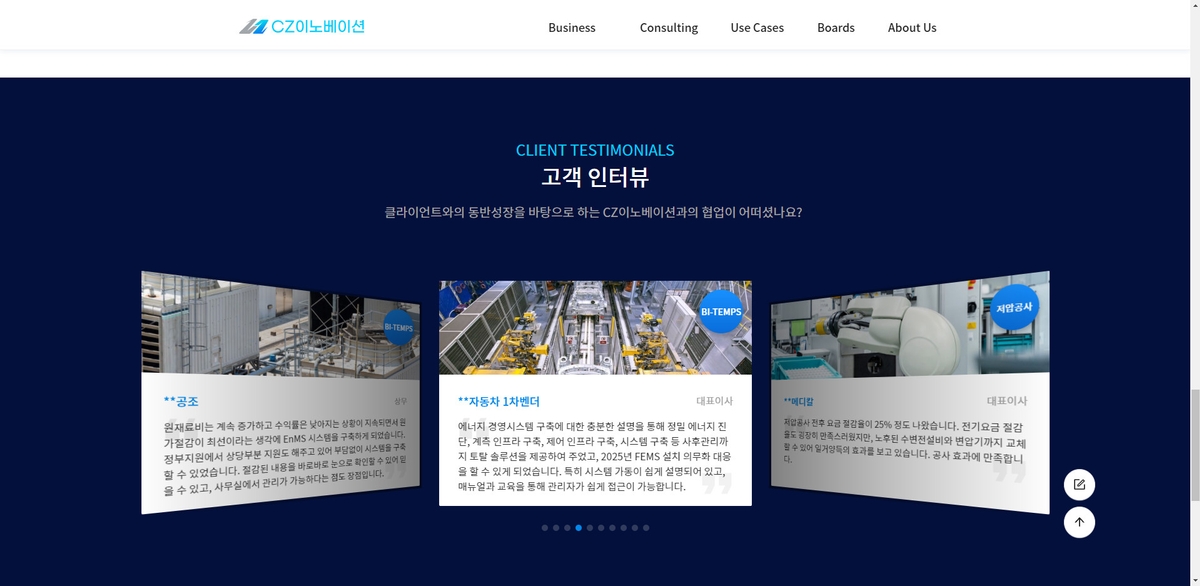 CZ이노베이션
Business Consulting Use Cases Boards About Us
CLIENT TESTIMONIALS
고객 인터뷰
클라이언트와의 동반성장을 바탕으로 하는 CZ이노베이션과의 협업이 어떠셨나요?
BI-TEMPS
**공조 상무
원재료비는 계속 증가하고 수익률은 낮아지는 상황이 지속되면서 원
가절감이 최선이라는 생각에 EnMS 시스템을 구축하게 되었습니다.
정부지원에서 상당부분 지원도 해주고 있어 부담없이 시스템을 구축
할 수 있었습니다. 절감된 내용을 바로바로 눈으로 확인할 수 있어 믿
을 수 있고, 사무실에서 관리가 가능하다는 점도 장점입니다.
BI-TEMPS
**자동차 1차벤더 대표이사
에너지 경영시스템 구축에 대한 충분한 설명을 통해 정밀 에너지 진
단, 계측 인프라 구축, 제어 인프라 구축, 시스템 구축 등 사후관리까
지 토탈 솔루션을 제공하여 주었고, 2025년 FEMS 설치 의무화 대응
을 할 수 있게 되었습니다. 특히 시스템 가동이 쉽게 설명되어 있고,
매뉴얼과 교육을 통해 관리자가 쉽게 접근이 가능합니다.
저압공사
**메디칼 대표이사
저압공사 전후 요금 절감율이 25% 정도 나왔습니다. 전기요금 절감
율도 굉장히 만족스러웠지만, 노후된 수변전설비와 변압기까지 교체
할 수 있어 일거양득의 효과를 보고 있습니다. 공사 효과에 만족합니
다.